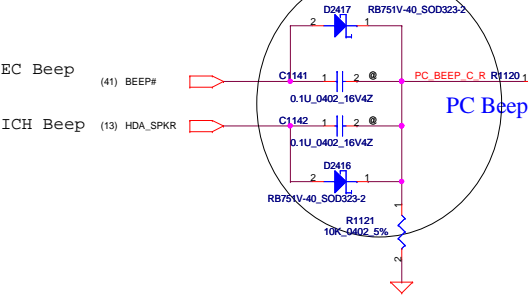 D2417 RB751V-40_SOD323-2
2 1
EC Beep (41) BEEP# C1141 1 2 @ PC_BEEP_C_R R1120 1
0.1U_0402_16V4Z PC Beep
ICH Beep (13) HDA_SPKR C1142 1 2 @
0.1U_0402_16V4Z
D2416
2 1
RB751V-40_SOD323-2
1
R1121
10K_0402_5%
2